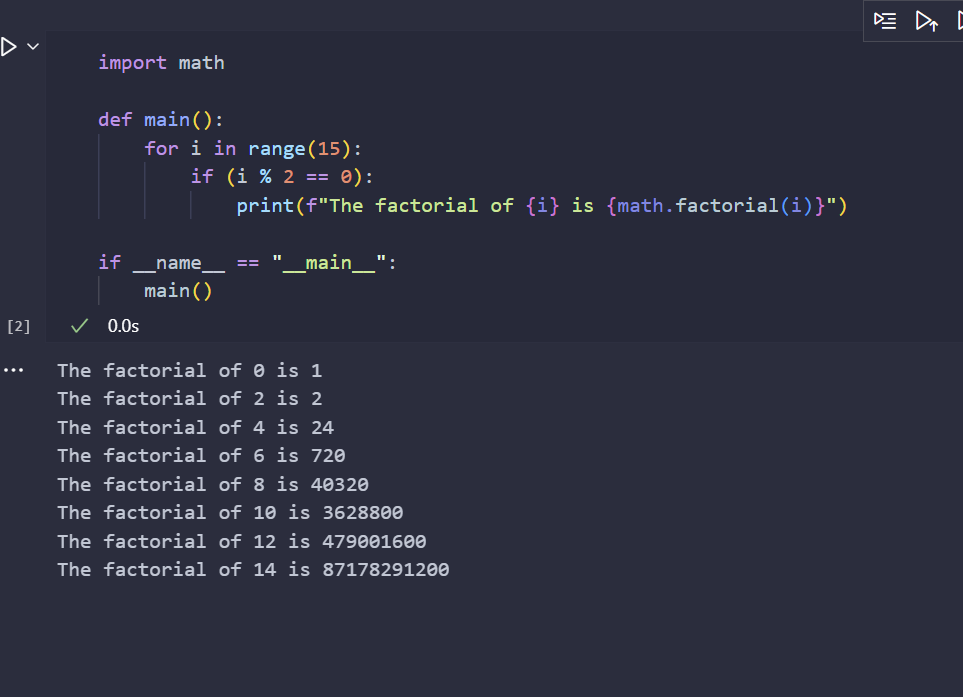 import math
def main():
    for i in range(15):
        if (i % 2 == 0):
            print(f"The factorial of {i} is {math.factorial(i)}")
if __name__ == "__main__":
    main()
[2] 0.0s
The factorial of 0 is 1
The factorial of 2 is 2
The factorial of 4 is 24
The factorial of 6 is 720
The factorial of 8 is 40320
The factorial of 10 is 3628800
The factorial of 12 is 479001600
The factorial of 14 is 87178291200